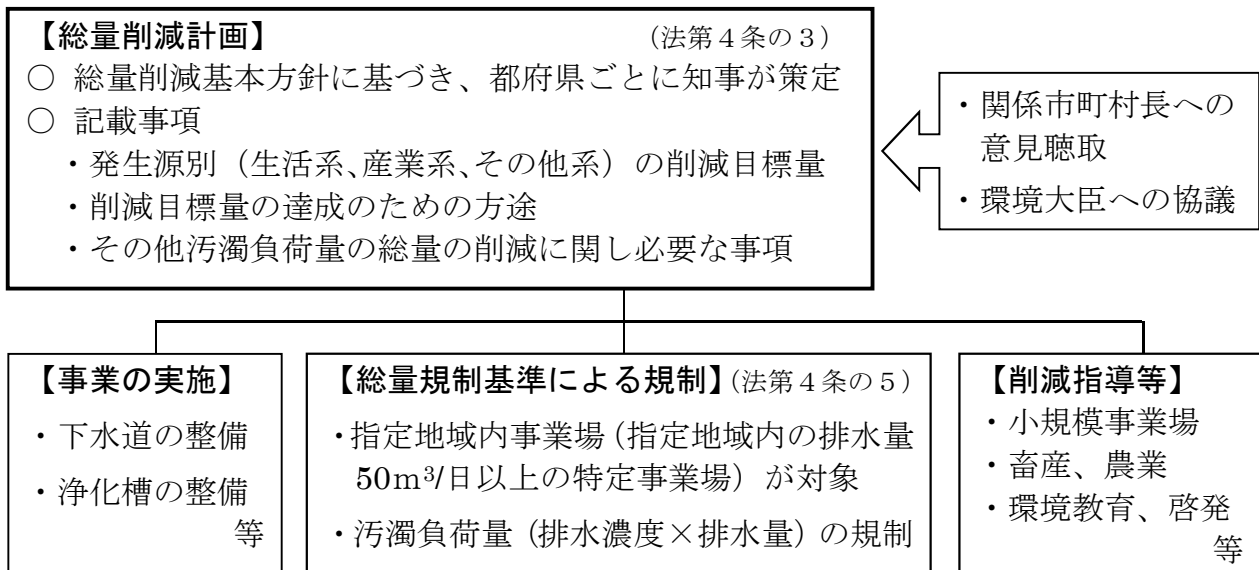 【総量削減計画】 (法第4条の3)
○ 総量削減基本方針に基づき、都府県ごとに知事が策定
○ 記載事項
・発生源別(生活系、産業系、その他系)の削減目標量
・削減目標量の達成のための方途
・その他汚濁負荷量の総量の削減に関し必要な事項
・関係市町村長への
意見聴取
・環境大臣への協議
【事業の実施】
・下水道の整備
・浄化槽の整備
等
【総量規制基準による規制】(法第4条の5)
・指定地域内事業場(指定地域内の排水量
50m³/日以上の特定事業場)が対象
・汚濁負荷量(排水濃度×排水量)の規制
【削減指導等】
・小規模事業場
・畜産、農業
・環境教育、啓発
等